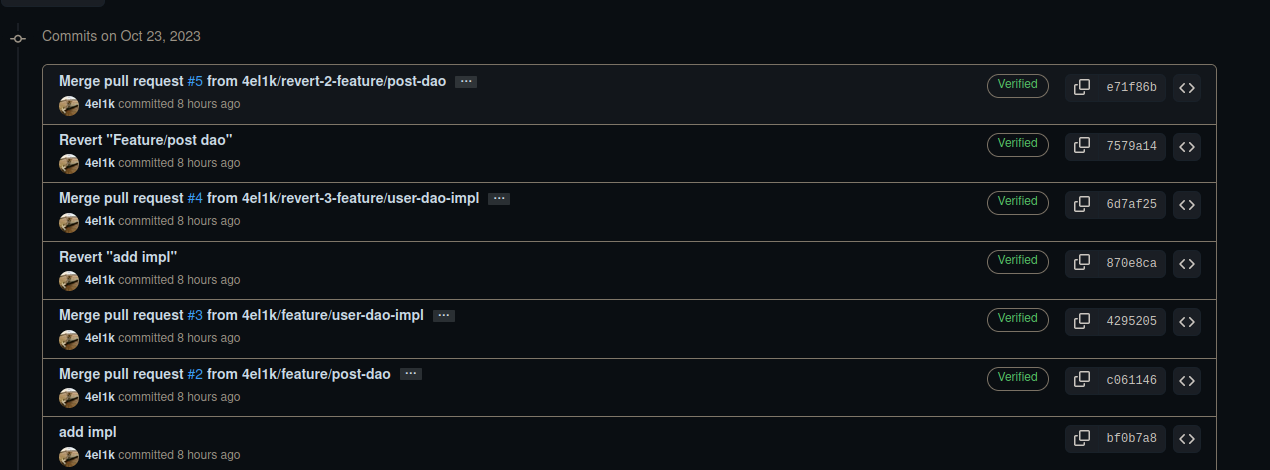 Commits on Oct 23, 2023
Merge pull request #5 from 4el1k/revert-2-feature/post-dao ...
Verified e71f86b
4el1k committed 8 hours ago
Revert "Feature/post dao"
Verified 7579a14
4el1k committed 8 hours ago
Merge pull request #4 from 4el1k/revert-3-feature/user-dao-impl ...
Verified 6d7af25
4el1k committed 8 hours ago
Revert "add impl"
Verified 870e8ca
4el1k committed 8 hours ago
Merge pull request #3 from 4el1k/feature/user-dao-impl ...
Verified 4295205
4el1k committed 8 hours ago
Merge pull request #2 from 4el1k/feature/post-dao ...
Verified c061146
4el1k committed 8 hours ago
add impl
bf0b7a8
4el1k committed 8 hours ago